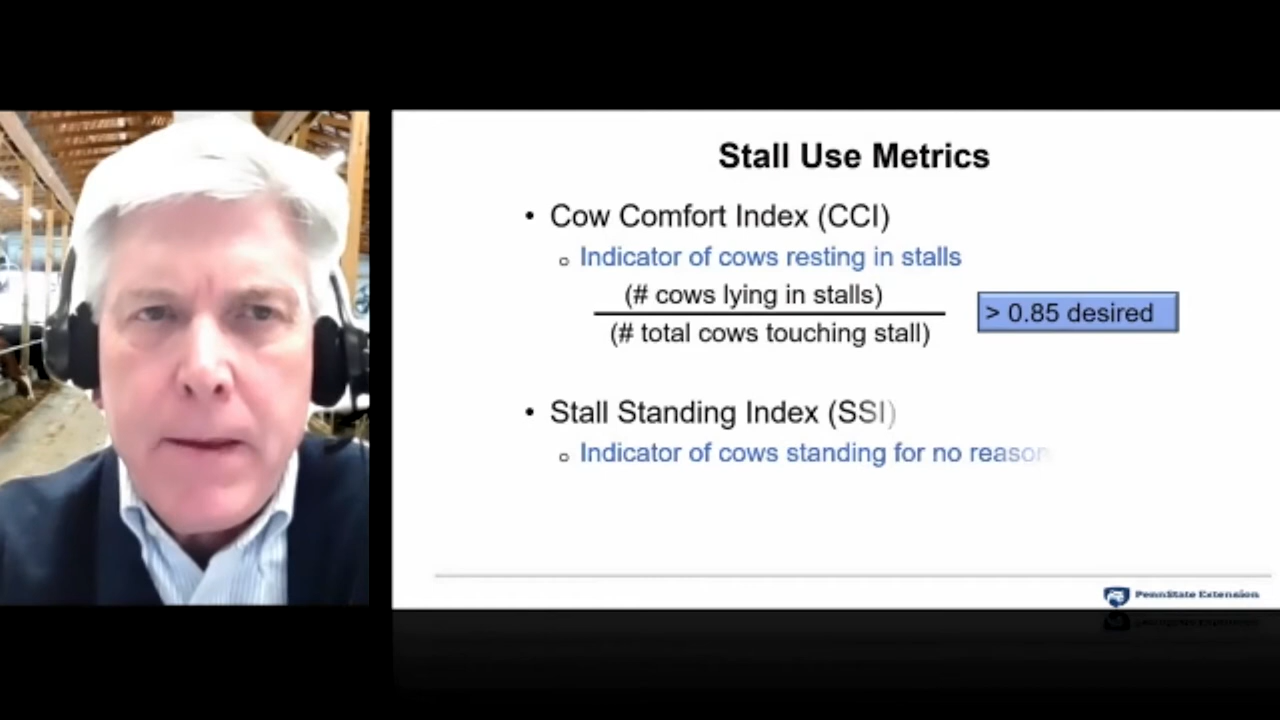 Stall Use Metrics
• Cow Comfort Index (CCI)
o Indicator of cows resting in stalls
(# cows lying in stalls)
(# total cows touching stall)
> 0.85 desired
• Stall Standing Index (SSI)
o Indicator of cows standing for no reason
PennState Extension